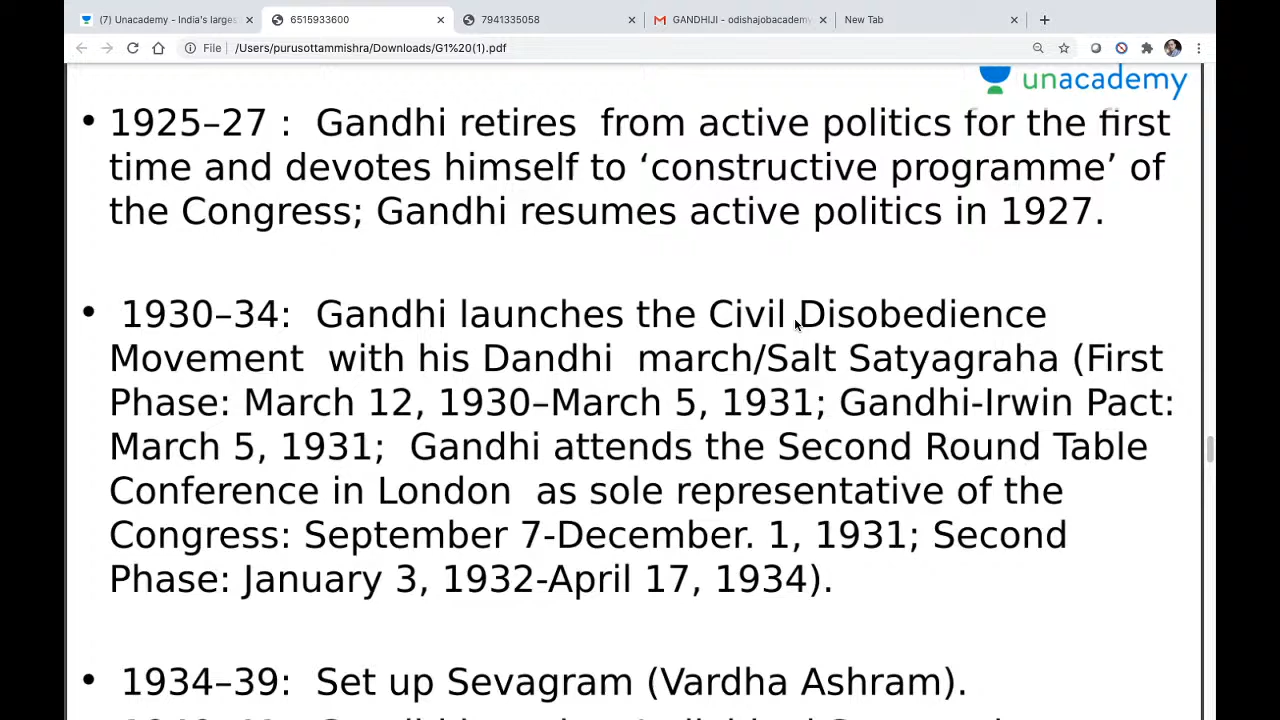 (7) Unacademy - India's larges
6515933600
7941335058
GANDHIJI - odishajobacademy
New Tab
File
/Users/purusottammishra/Downloads/G1%20(1).pdf
unacademy
• 1925–27 :  Gandhi retires  from active politics for the first
time and devotes himself to ‘constructive programme’ of
the Congress; Gandhi resumes active politics in 1927.
• 1930–34:  Gandhi launches the Civil Disobedience
Movement  with his Dandhi  march/Salt Satyagraha (First
Phase: March 12, 1930–March 5, 1931; Gandhi-Irwin Pact:
March 5, 1931;  Gandhi attends the Second Round Table
Conference in London  as sole representative of the
Congress: September 7-December. 1, 1931; Second
Phase: January 3, 1932-April 17, 1934).
• 1934–39:  Set up Sevagram (Vardha Ashram).